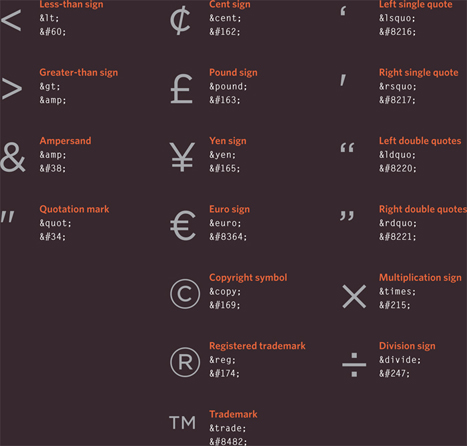 <
Less-than sign
&lt;
&#60;
>
Greater-than sign
&gt;
&amp;
&
Ampersand
&amp;
&#38;
"
Quotation mark
&quot;
&#34;
¢
Cent sign
&cent;
&#162;
£
Pound sign
&pound;
&#163;
¥
Yen sign
&yen;
&#165;
€
Euro sign
&euro;
&#8364;
©
Copyright symbol
&copy;
&#169;
®
Registered trademark
&reg;
&#174;
™
Trademark
&trade;
&#8482;
‘
Left single quote
&lsquo;
&#8216;
’
Right single quote
&rsquo;
&#8217;
“
Left double quotes
&ldquo;
&#8220;
”
Right double quotes
&rdquo;
&#8221;
×
Multiplication sign
&times;
&#215;
÷
Division sign
&divide;
&#247;